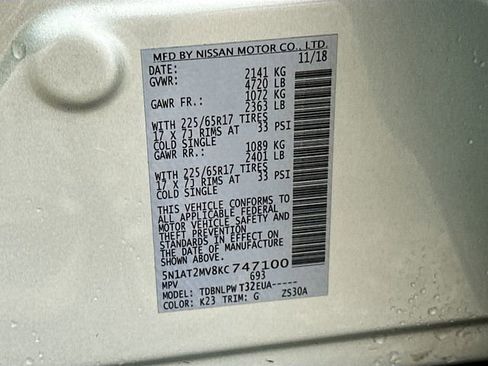 MFD BY NISSAN MOTOR CO., LTD.
DATE: 11/18
GVWR: 2141 KG
4720 LB
GAWR FR.: 1072 KG
2363 LB
WITH 225/65R17 TIRES
17 X 7J RIMS AT 33 PSI
COLD SINGLE
GAWR RR.: 1089 KG
2401 LB
WITH 225/65R17 TIRES
17 X 7J RIMS AT 33 PSI
COLD SINGLE
THIS VEHICLE CONFORMS TO
ALL APPLICABLE FEDERAL
MOTOR VEHICLE SAFETY AND
THEFT PREVENTION
STANDARDS IN EFFECT ON
THE DATE OF MANUFACTURE
SHOWN ABOVE.
5N1AT2MV8KC747100
MPV 693
MODEL: TDBNLPW T32EUA-----
COLOR: K23 TRIM: G ZS30A